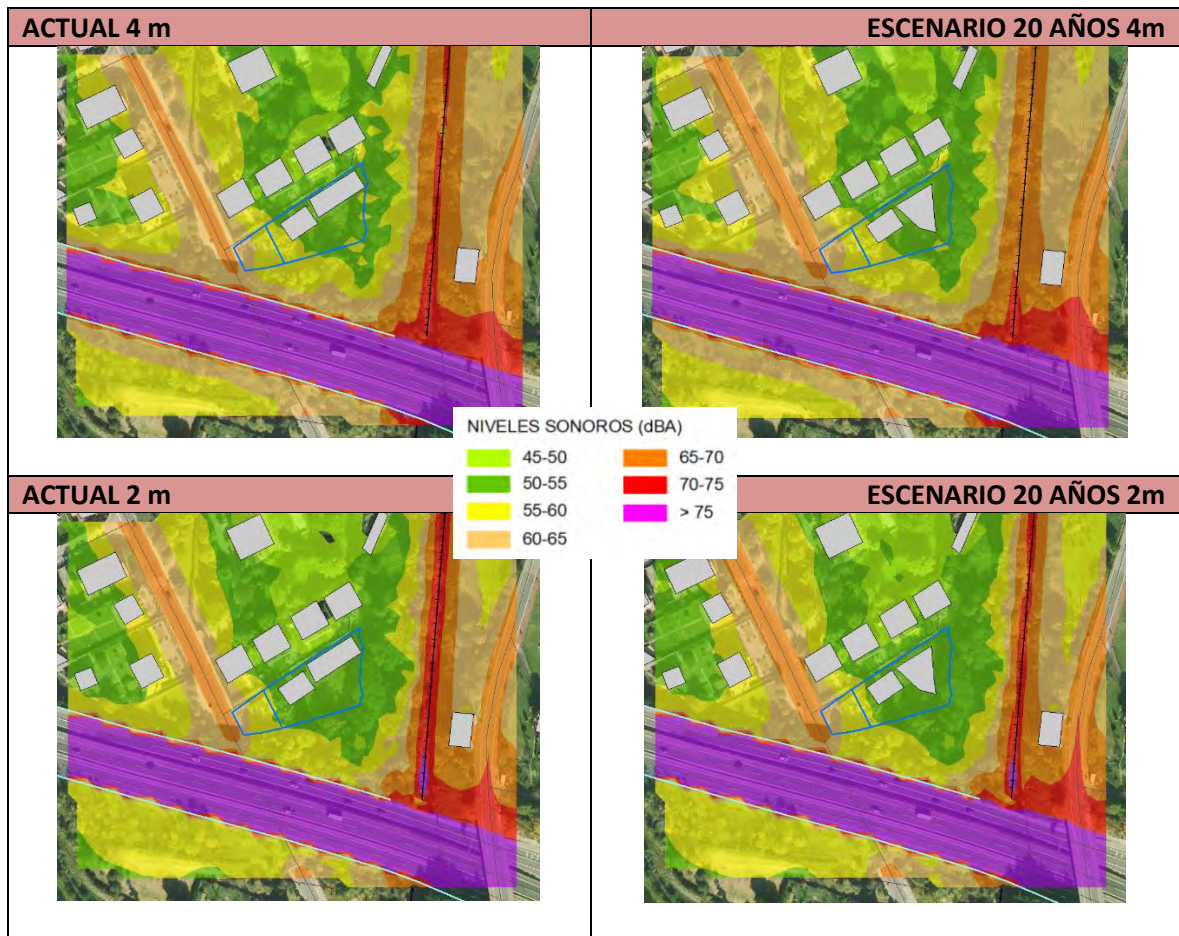 ACTUAL 4 m
ESCENARIO 20 AÑOS 4m
NIVELES SONOROS (dBA)
45-50
65-70
50-55
70-75
55-60
> 75
60-65
ACTUAL 2 m
ESCENARIO 20 AÑOS 2m